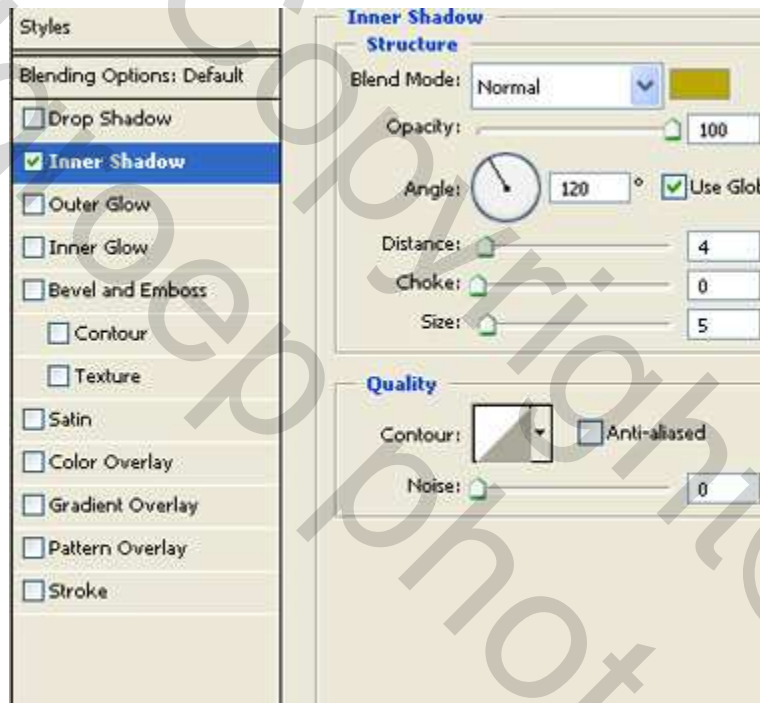 Styles
Blending Options: Default
Drop Shadow
Inner Shadow
Outer Glow
Inner Glow
Bevel and Emboss
Contour
Texture
Satin
Color Overlay
Gradient Overlay
Pattern Overlay
Stroke
Inner Shadow
Structure
Blend Mode: Normal
Opacity: 100
Angle: 120 ° Use Glob
Distance: 4
Choke: 0
Size: 5
Quality
Contour: Anti-aliased
Noise: 0